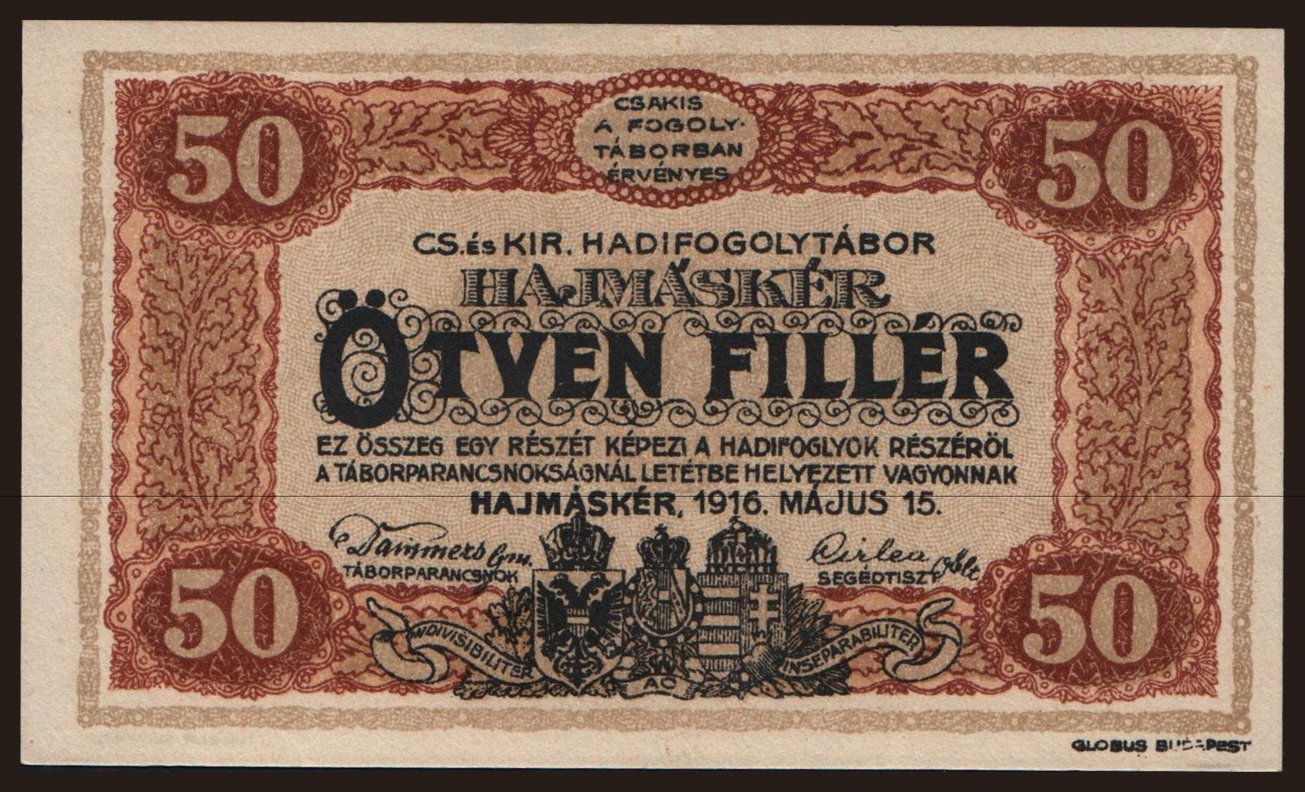 50
CSAKIS
A FOGOLY-
TÁBORBAN
ÉRVÉNYES
50
CS. és KIR. HADIFOGOLYTÁBOR
HAJMÁSKÉR
ÖTVEN FILLÉR
EZ ÖSSZEG EGY RÉSZÉT KÉPEZI A HADIFOGLYOK RÉSZÉRŐL
A TÁBORPARANCSNOKSÁGNÁL LETÉTBE HELYEZETT VAGYONNAK
HAJMÁSKÉR, 1916. MÁJUS 15.
TÁBORPARANCSNOK
SEGÉDTISZT
50
INDIVISIBILITER
AC
INSEPARABILITER
50
GLOBUS BUDAPEST